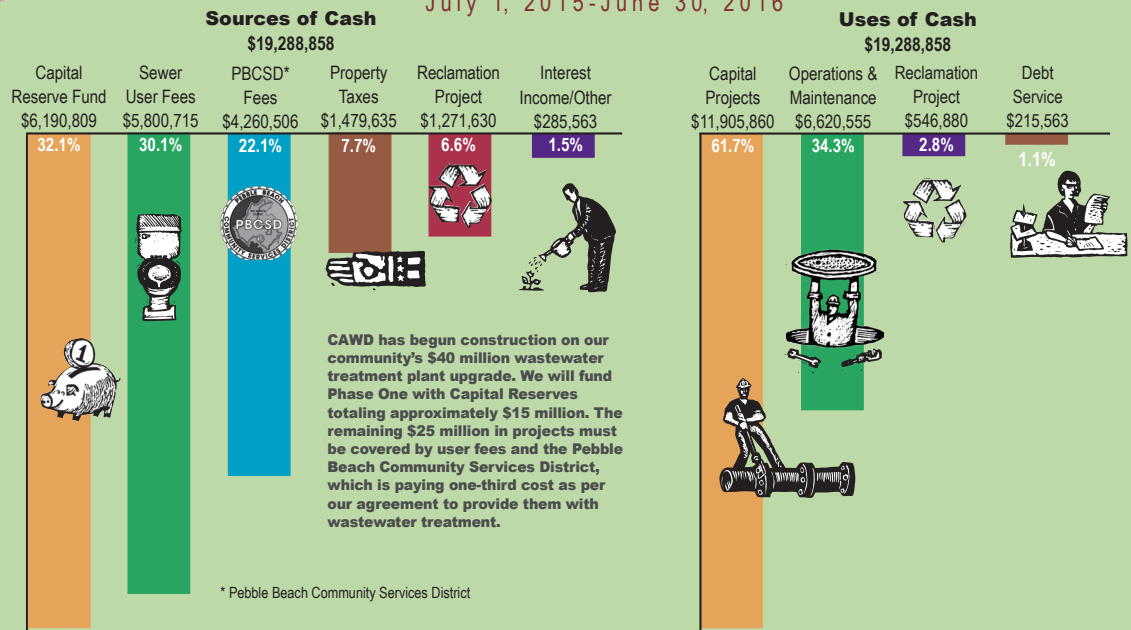 July 1, 2015-June 30, 2016
Sources of Cash
$19,288,858
Capital
Reserve Fund
$6,190,809
32.1%
Sewer
User Fees
$5,800,715
30.1%
PBCSD*
Fees
$4,260,506
22.1%
Property
Taxes
$1,479,635
7.7%
Reclamation
Project
$1,271,630
6.6%
Interest
Income/Other
$285,563
1.5%
PEBBLE BEACH
PBCSD
COMMUNITY SERVICES DISTRICT
1
CAWD has begun construction on our
community's $40 million wastewater
treatment plant upgrade. We will fund
Phase One with Capital Reserves
totaling approximately $15 million. The
remaining $25 million in projects must
be covered by user fees and the Pebble
Beach Community Services District,
which is paying one-third cost as per
our agreement to provide them with
wastewater treatment.
* Pebble Beach Community Services District
Uses of Cash
$19,288,858
Capital
Projects
$11,905,860
61.7%
Operations &
Maintenance
$6,620,555
34.3%
Reclamation
Project
$546,880
2.8%
Debt
Service
$215,563
1.1%